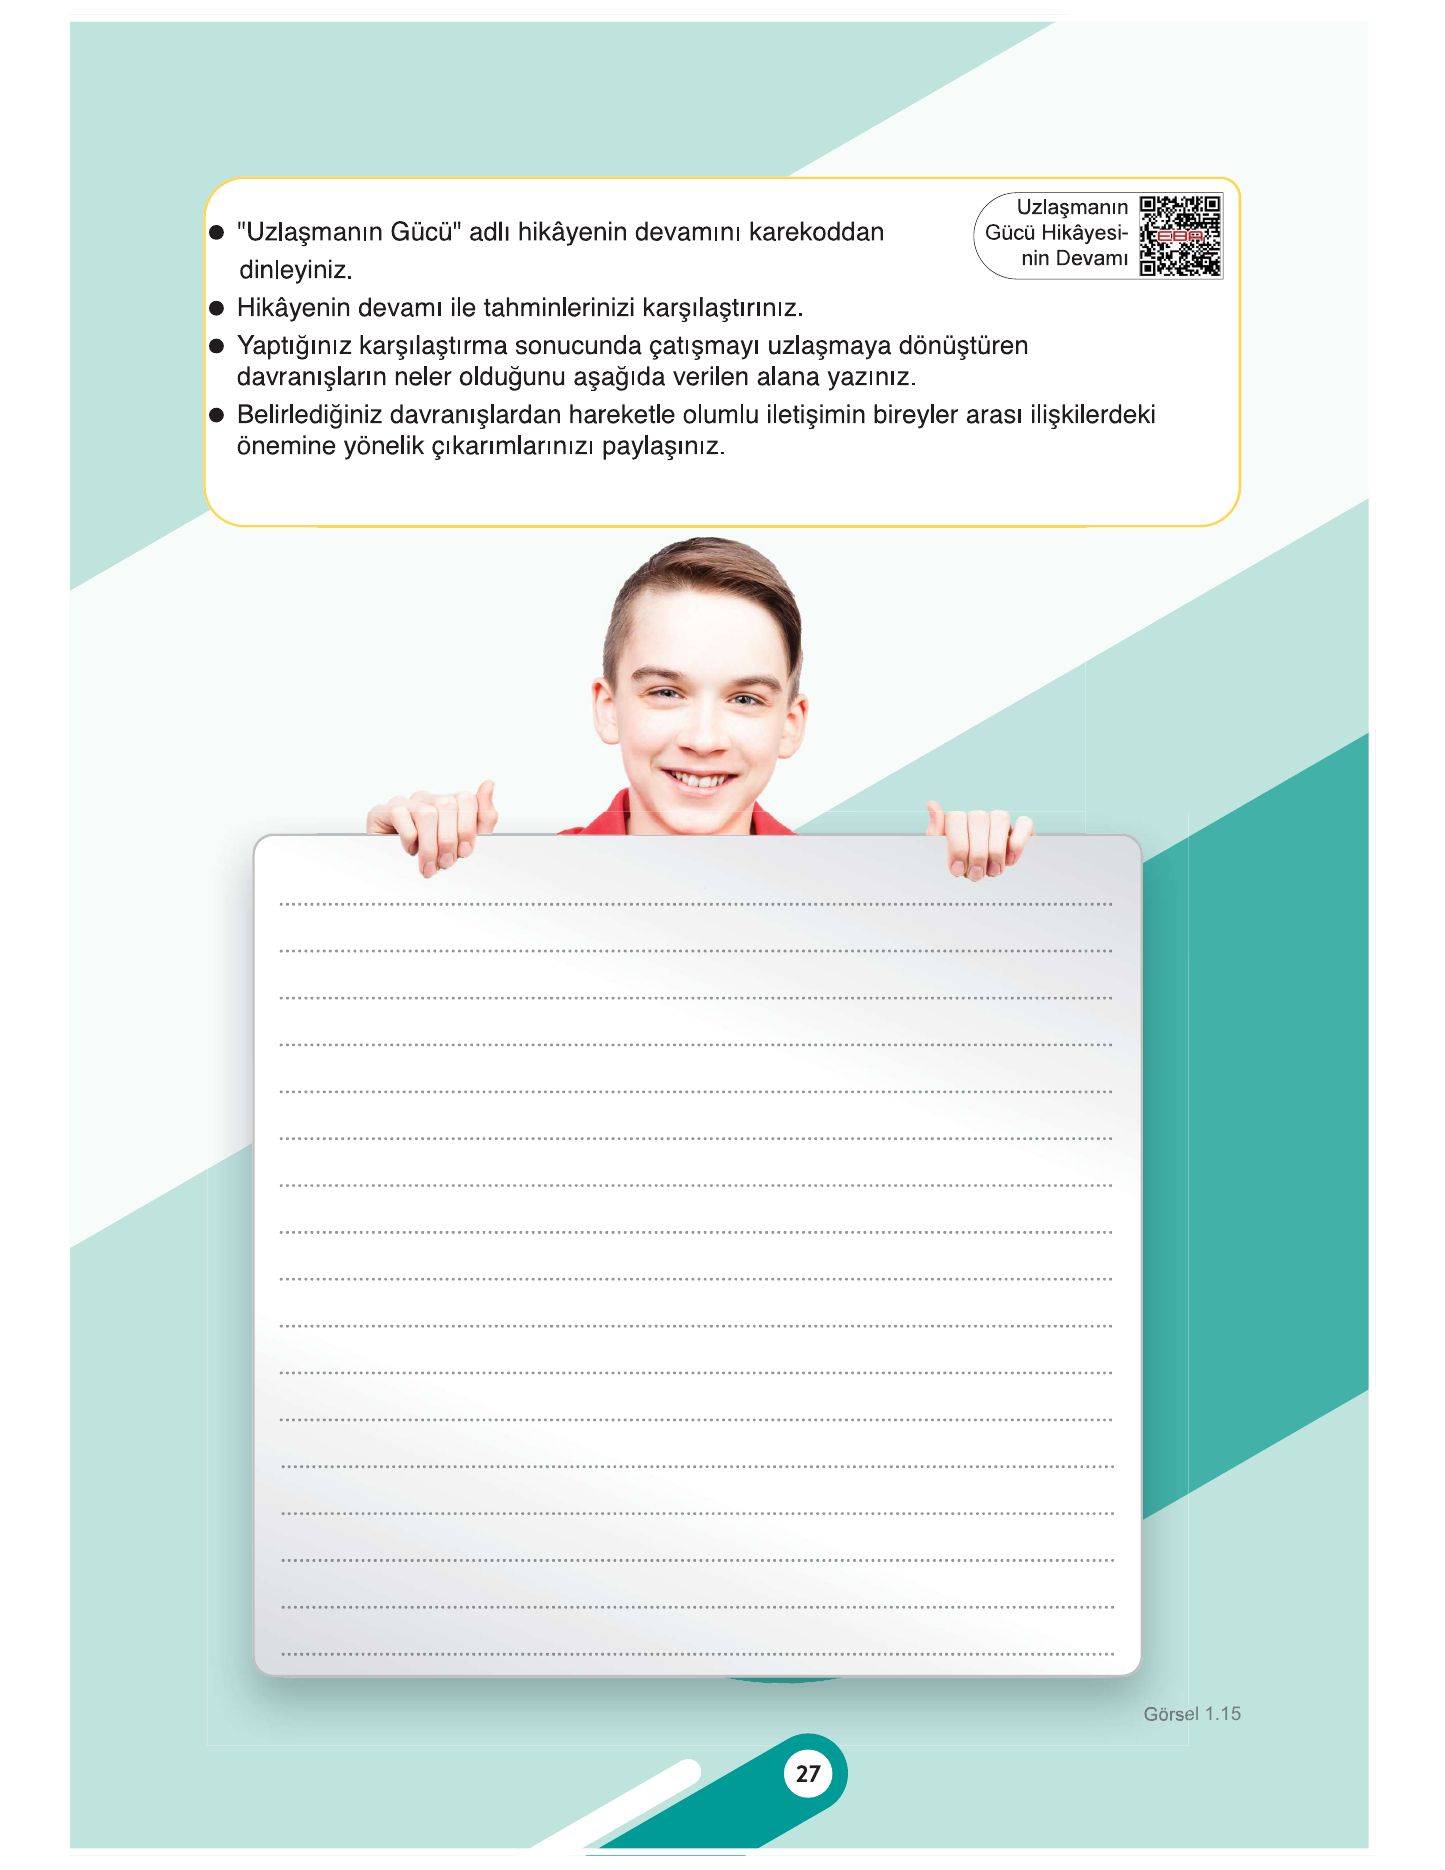 "Uzlaşmanın Gücü" adlı hikâyenin devamını karekoddan
dinleyiniz.
Uzlaşmanın
Gücü Hikâyesi-
nin Devamı
EBA
● Hikâyenin devamı ile tahminlerinizi karşılaştırınız.
● Yaptığınız karşılaştırma sonucunda çatışmayı uzlaşmaya dönüştüren
davranışların neler olduğunu aşağıda verilen alana yazınız.
● Belirlediğiniz davranışlardan hareketle olumlu iletişimin bireyler arası ilişkilerdeki
önemine yönelik çıkarımlarınızı paylaşınız.
Görsel 1.15
27